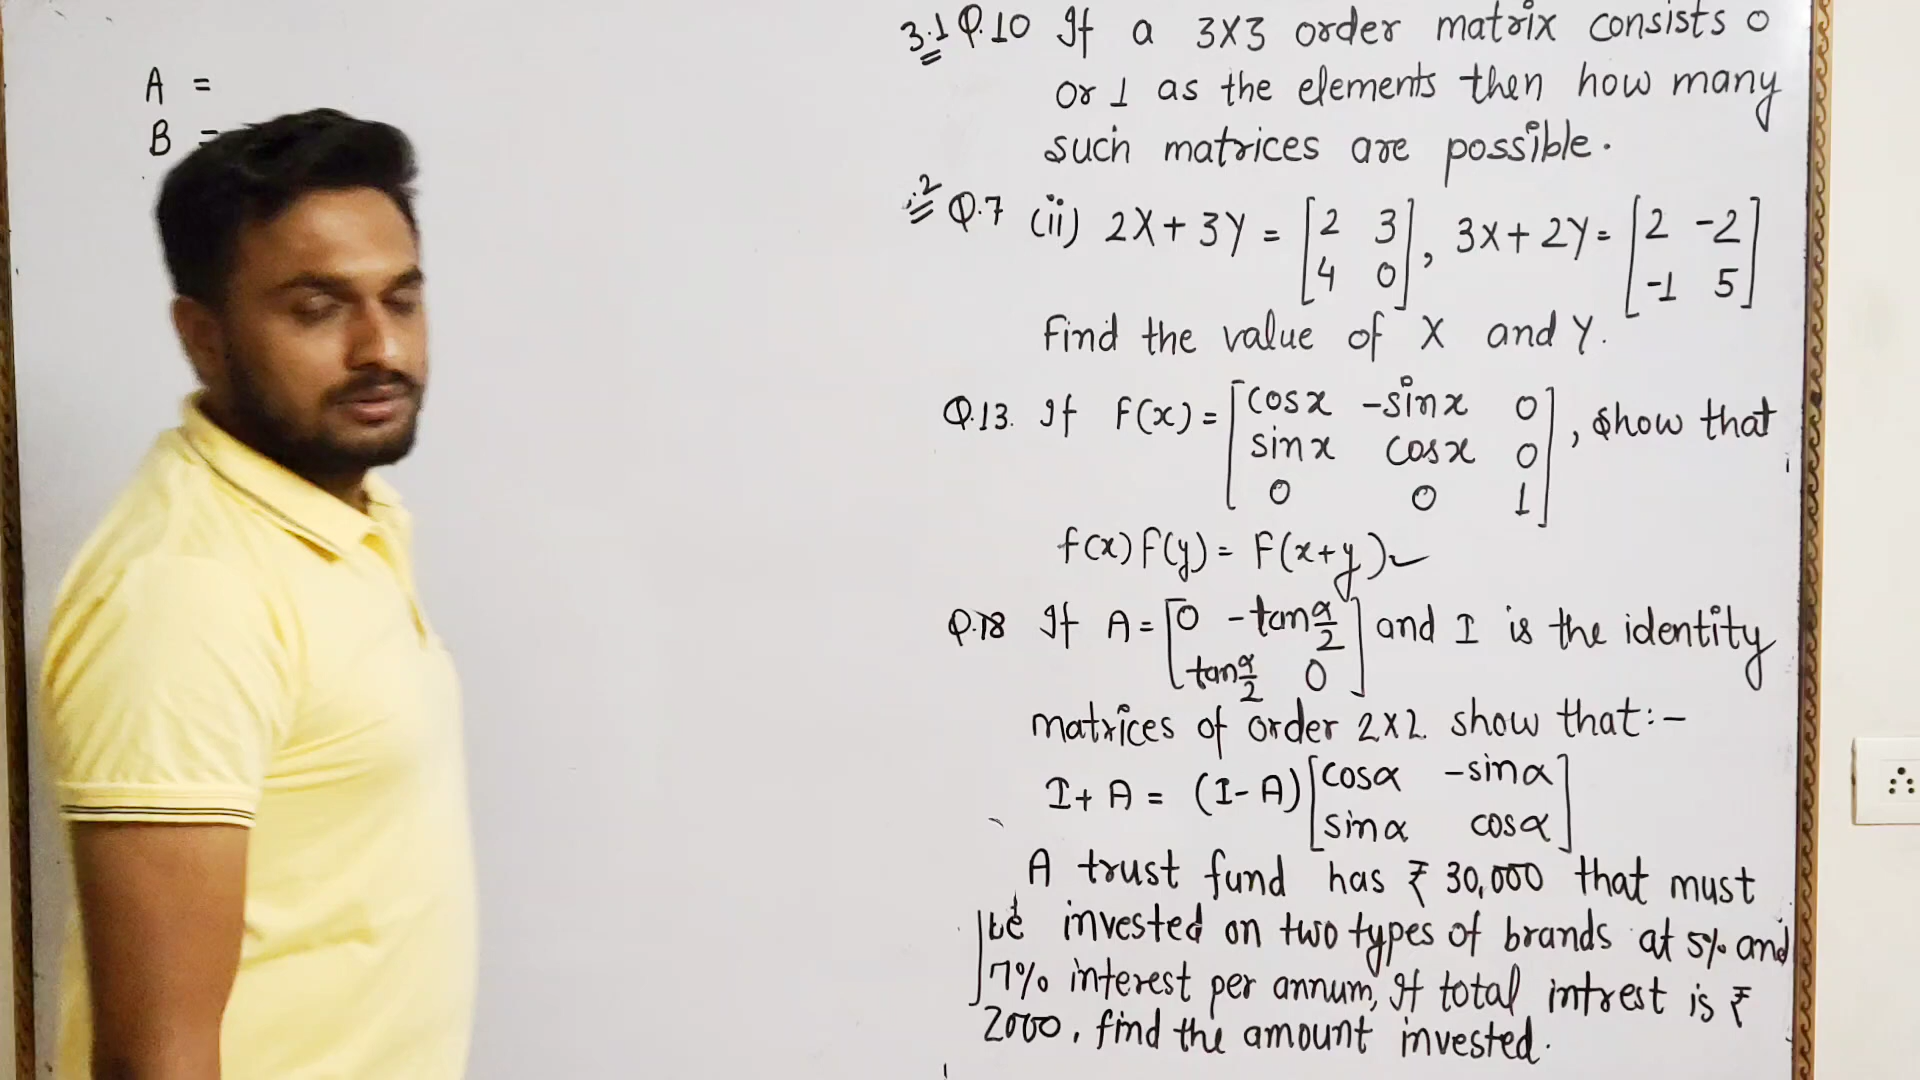 A =
B =
3.1 Q.10 If a 3x3 order matrix consists 0
or 1 as the elements then how many
such matrices are possible.
.2 Q.7 (ii) 2X + 3Y = [2 3 4 0], 3X + 2Y = [2 -2 -1 5]
Find the value of X and Y.
Q.13. If F(x) = [cosx -sinx 0 sinx cosx 0 0 0 1], show that
f(x) F(y) = F(x+y)
Q.18 If A = [0 -tan α/2 tan α/2 0] and I is the identity
matrices of order 2x2. show that:-
I + A = (I - A) [cosα -sinα sinα cosα]
A trust fund has ₹ 30,000 that must
be invested on two types of brands at 5% and
7% interest per annum, If total intrest is ₹
2000. find the amount invested.